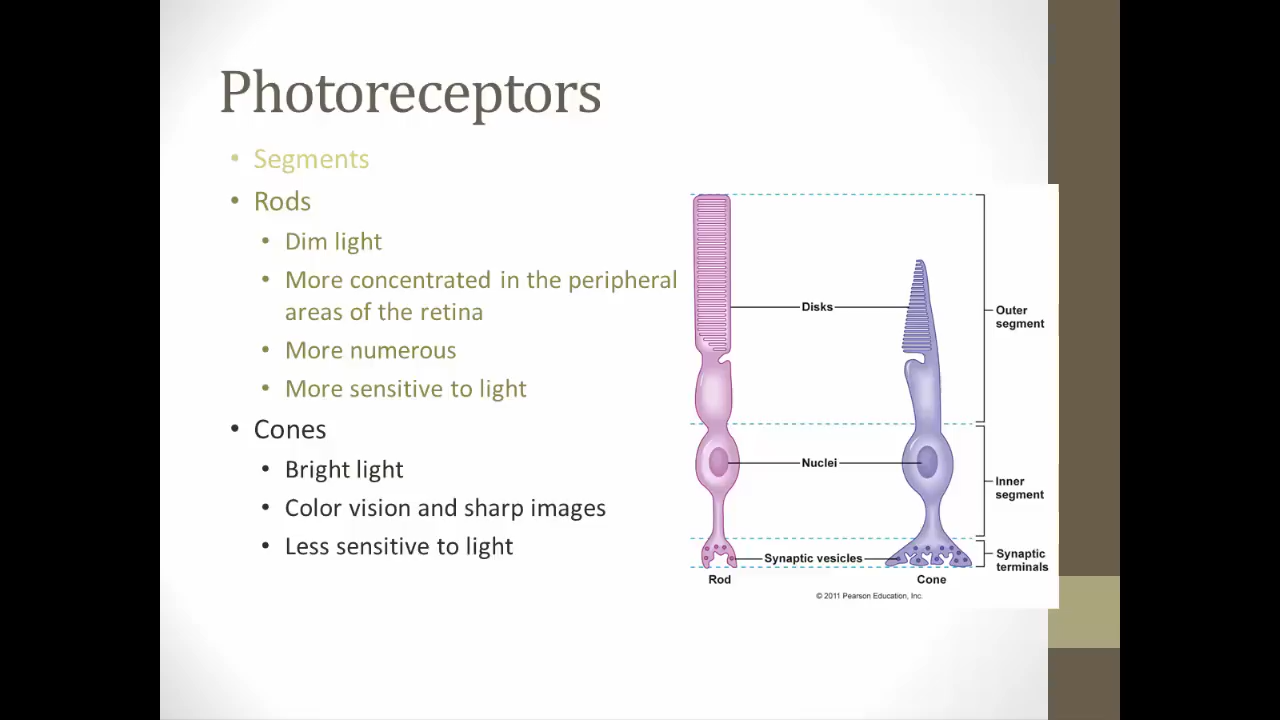 Photoreceptors
• Segments
• Rods
• Dim light
• More concentrated in the peripheral
areas of the retina
• More numerous
• More sensitive to light
• Cones
• Bright light
• Color vision and sharp images
• Less sensitive to light
Disks
Outer
segment
Nuclei
Inner
segment
Synaptic vesicles
Synaptic
terminals
Rod
Cone
© 2011 Pearson Education, Inc.